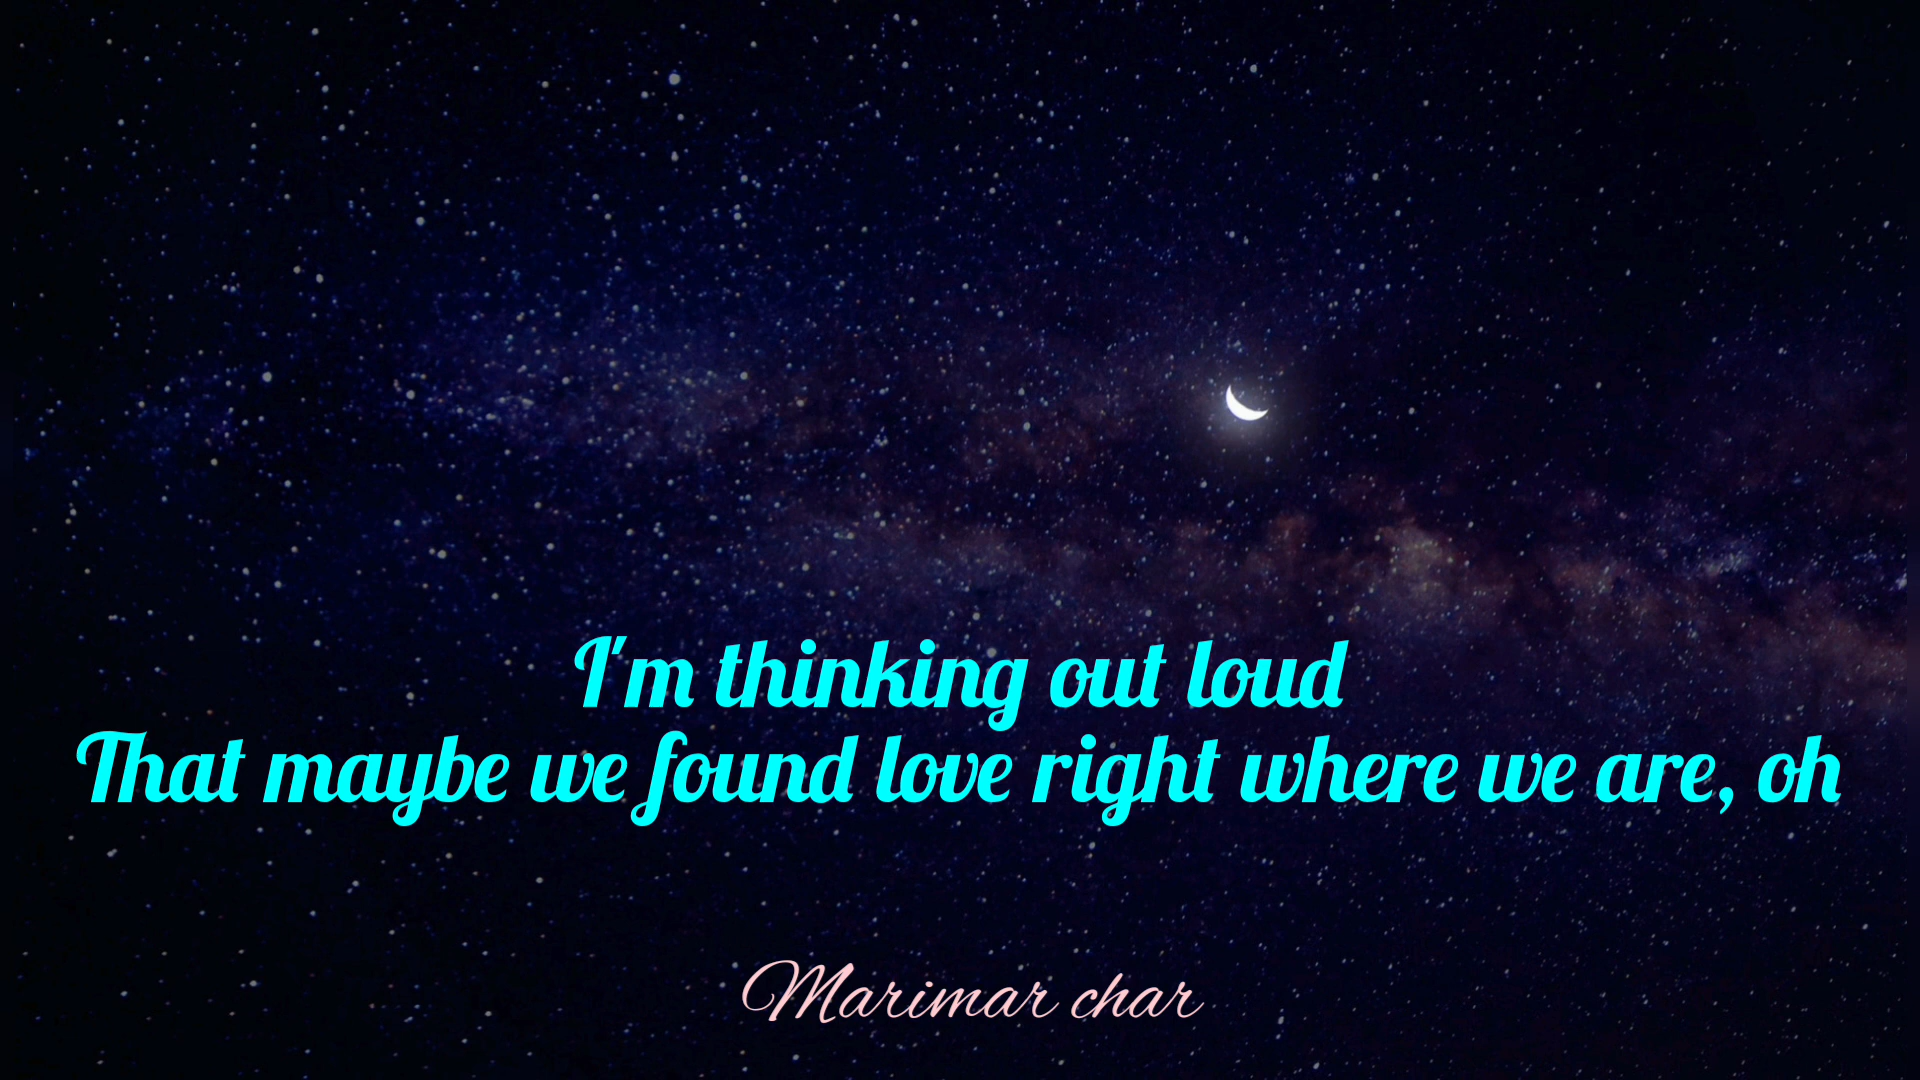 I'm thinking out loud
That maybe we found love right where we are, oh
Marimar char